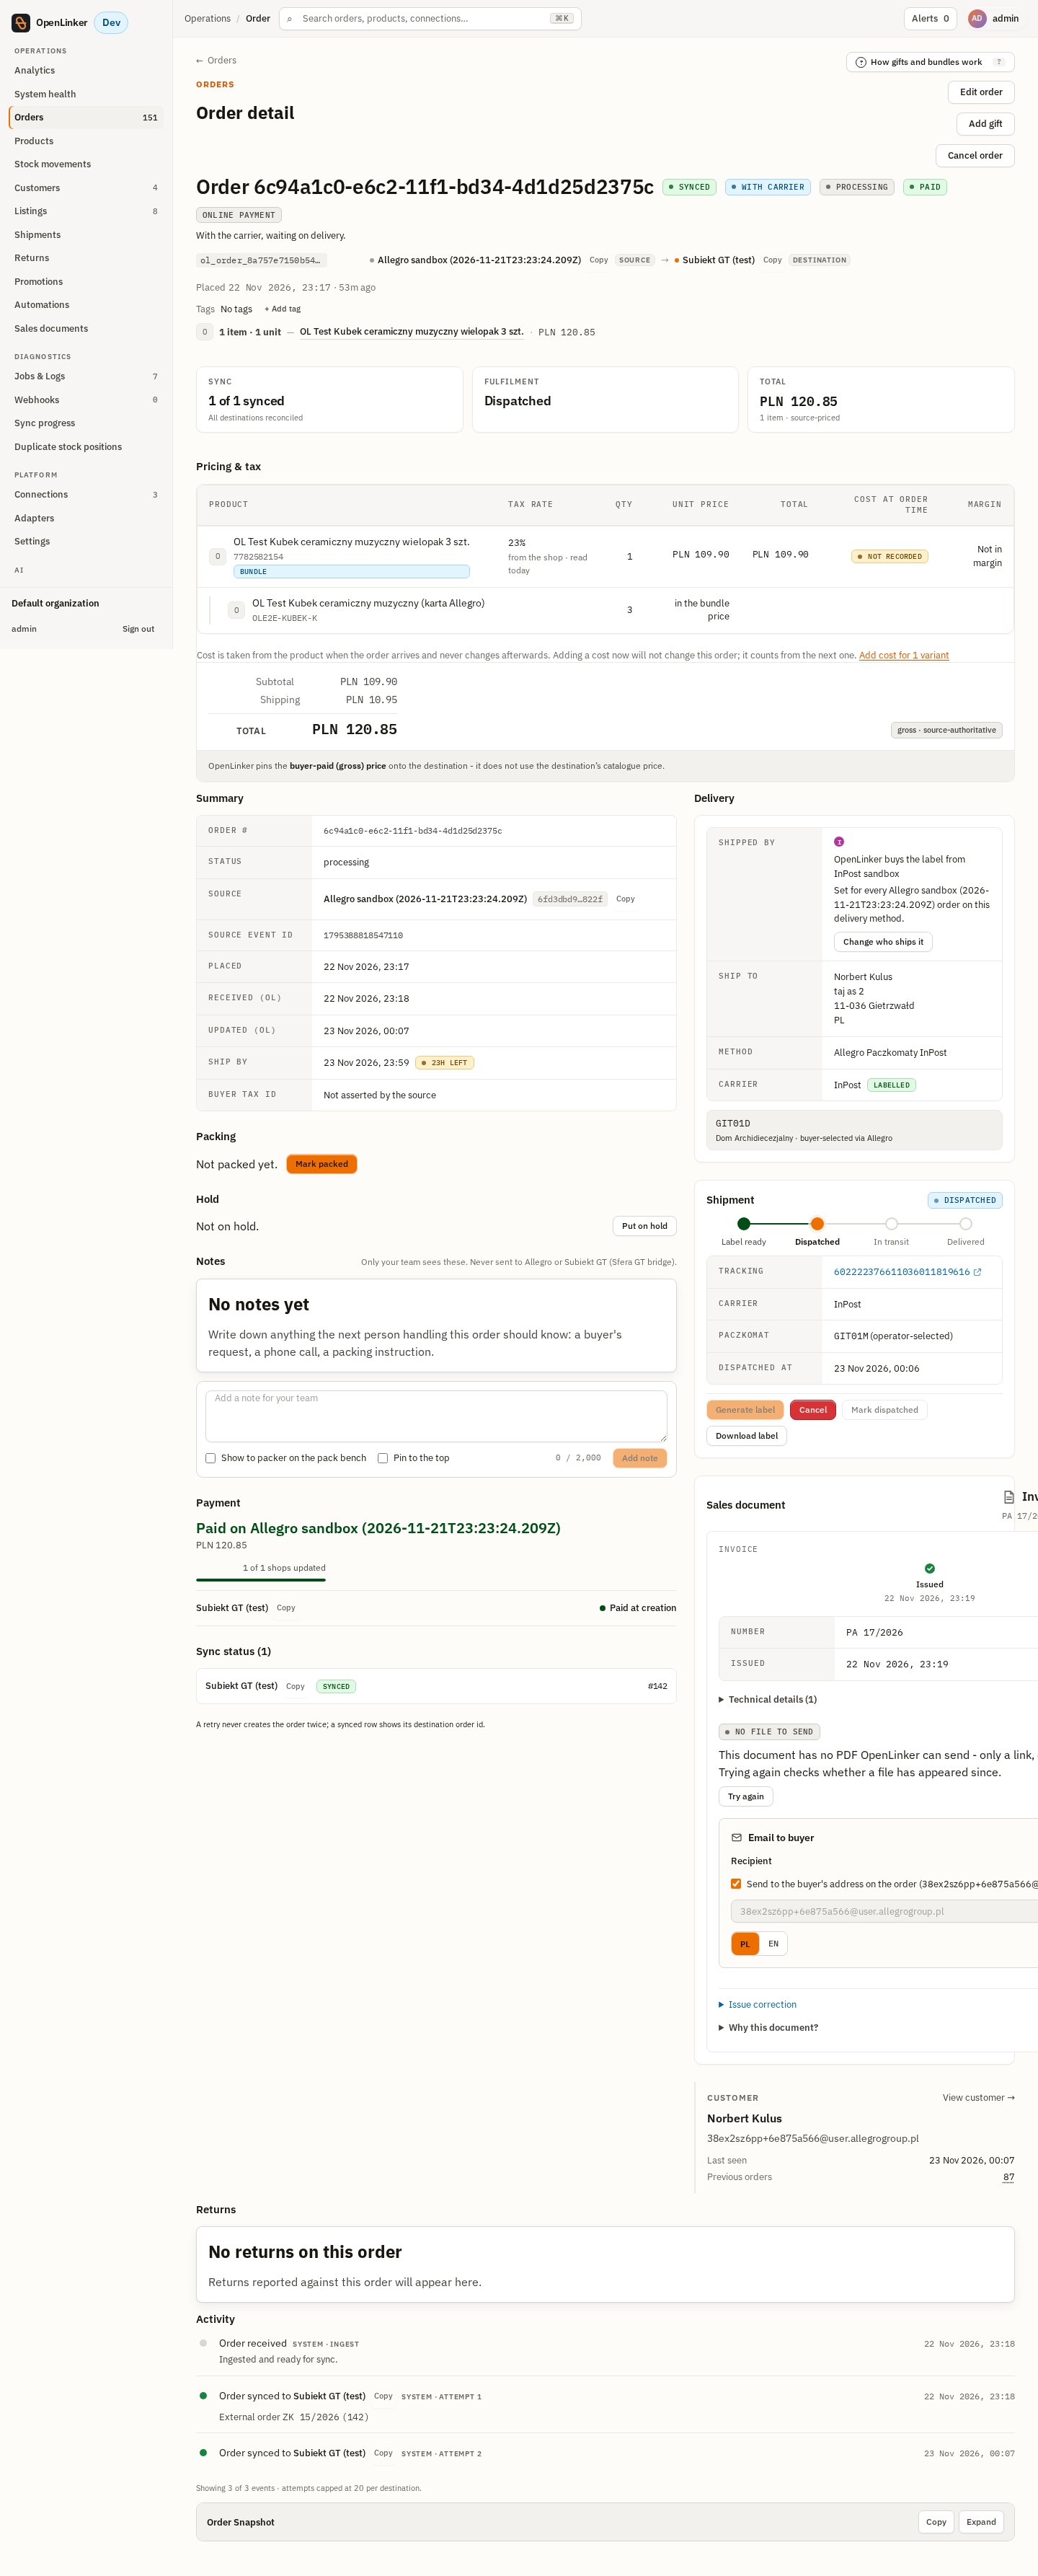 OpenLinker Dev
OPERATIONS
Analytics
System health
Orders 151
Products
Stock movements
Customers 4
Listings 8
Shipments
Returns
Promotions
Automations
Sales documents
DIAGNOSTICS
Jobs & Logs 7
Webhooks 0
Sync progress
Duplicate stock positions
PLATFORM
Connections 3
Adapters
Settings
AI
Default organization
admin Sign out
Operations / Order
Search orders, products, connections... ⌘K
Alerts 0
AD admin
← Orders
How gifts and bundles work ?
ORDERS
Order detail
Edit order
Add gift
Cancel order
Order 6c94a1c0-e6c2-11f1-bd34-4d1d25d2375c SYNCED WITH CARRIER PROCESSING PAID
ONLINE PAYMENT
With the carrier, waiting on delivery.
ol_order_8a757e7150b54… Allegro sandbox (2026-11-21T23:23:24.209Z) Copy SOURCE → Subiekt GT (test) Copy DESTINATION
Placed 22 Nov 2026, 23:17 · 53m ago
Tags No tags + Add tag
O 1 item · 1 unit — OL Test Kubek ceramiczny muzyczny wielopak 3 szt. · PLN 120.85
SYNC
1 of 1 synced
All destinations reconciled
FULFILMENT
Dispatched
TOTAL
PLN 120.85
1 item · source-priced
Pricing & tax
PRODUCT TAX RATE QTY UNIT PRICE TOTAL COST AT ORDER TIME MARGIN
O OL Test Kubek ceramiczny muzyczny wielopak 3 szt.
7782582154
BUNDLE
23%
from the shop · read today
1 PLN 109.90 PLN 109.90 NOT RECORDED Not in margin
O OL Test Kubek ceramiczny muzyczny (karta Allegro)
OLE2E-KUBEK-K
3 in the bundle price
Cost is taken from the product when the order arrives and never changes afterwards. Adding a cost now will not change this order; it counts from the next one. Add cost for 1 variant
Subtotal PLN 109.90
Shipping PLN 10.95
TOTAL PLN 120.85
gross · source-authoritative
OpenLinker pins the buyer-paid (gross) price onto the destination - it does not use the destination's catalogue price.
Summary
ORDER # 6c94a1c0-e6c2-11f1-bd34-4d1d25d2375c
STATUS processing
SOURCE Allegro sandbox (2026-11-21T23:23:24.209Z) 6fd3dbd9…822f Copy
SOURCE EVENT ID 1795388818547110
PLACED 22 Nov 2026, 23:17
RECEIVED (OL) 22 Nov 2026, 23:18
UPDATED (OL) 23 Nov 2026, 00:07
SHIP BY 23 Nov 2026, 23:59 23H LEFT
BUYER TAX ID Not asserted by the source
Packing
Not packed yet. Mark packed
Hold
Not on hold. Put on hold
Notes Only your team sees these. Never sent to Allegro or Subiekt GT (Sfera GT bridge).
No notes yet
Write down anything the next person handling this order should know: a buyer's
request, a phone call, a packing instruction.
Add a note for your team
Show to packer on the pack bench Pin to the top 0 / 2,000 Add note
Payment
Paid on Allegro sandbox (2026-11-21T23:23:24.209Z)
PLN 120.85
1 of 1 shops updated
Subiekt GT (test) Copy Paid at creation
Sync status (1)
Subiekt GT (test) Copy SYNCED #142
A retry never creates the order twice; a synced row shows its destination order id.
Delivery
SHIPPED BY I
OpenLinker buys the label from
InPost sandbox
Set for every Allegro sandbox (2026-
11-21T23:23:24.209Z) order on this
delivery method.
Change who ships it
SHIP TO Norbert Kulus
taj as 2
11-036 Gietrzwałd
PL
METHOD Allegro Paczkomaty InPost
CARRIER InPost LABELLED
GIT01D
Dom Archidiecezjalny · buyer-selected via Allegro
Shipment DISPATCHED
Label ready Dispatched In transit Delivered
TRACKING 602222376611036011819616
CARRIER InPost
PACZKOMAT GIT01M (operator-selected)
DISPATCHED AT 23 Nov 2026, 00:06
Generate label Cancel Mark dispatched
Download label
Sales document Inv
PA 17/2
INVOICE
Issued
22 Nov 2026, 23:19
NUMBER PA 17/2026
ISSUED 22 Nov 2026, 23:19
Technical details (1)
NO FILE TO SEND
This document has no PDF OpenLinker can send - only a link,
Trying again checks whether a file has appeared since.
Try again
Email to buyer
Recipient
Send to the buyer's address on the order (38ex2sz6pp+6e875a566@
38ex2sz6pp+6e875a566@user.allegrogroup.pl
PL EN
Issue correction
Why this document?
CUSTOMER View customer →
Norbert Kulus
38ex2sz6pp+6e875a566@user.allegrogroup.pl
Last seen 23 Nov 2026, 00:07
Previous orders 87
Returns
No returns on this order
Returns reported against this order will appear here.
Activity
Order received SYSTEM · INGEST 22 Nov 2026, 23:18
Ingested and ready for sync.
Order synced to Subiekt GT (test) Copy SYSTEM · ATTEMPT 1 22 Nov 2026, 23:18
External order ZK 15/2026 (142)
Order synced to Subiekt GT (test) Copy SYSTEM · ATTEMPT 2 23 Nov 2026, 00:07
Showing 3 of 3 events · attempts capped at 20 per destination.
Order Snapshot Copy Expand